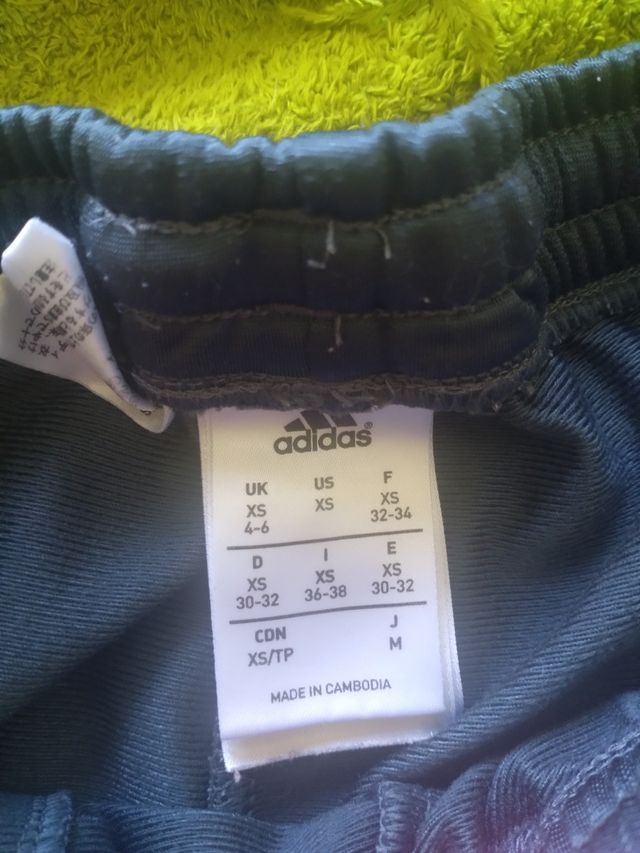 adidas®
UK US F
XS XS XS
4-6 32-34
D I E
XS XS XS
30-32 36-38 30-32
CDN J
XS/TP M
MADE IN CAMBODIA